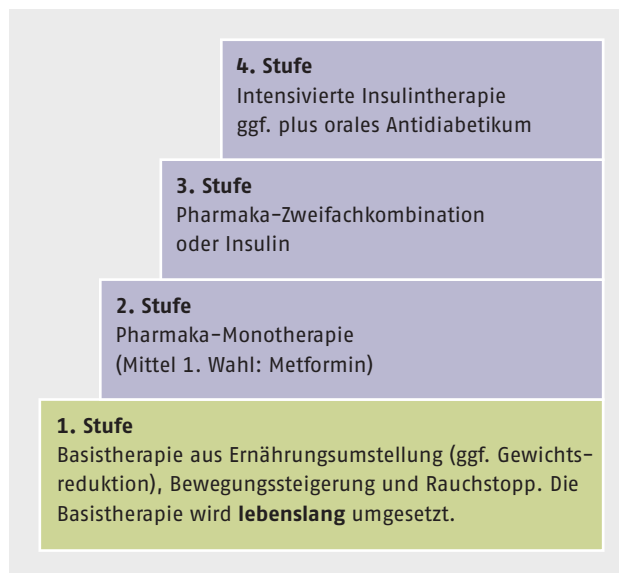 4. Stufe
Intensivierte Insulintherapie
ggf. plus orales Antidiabetikum
3. Stufe
Pharmaka-Zweifachkombination
oder Insulin
2. Stufe
Pharmaka-Monotherapie
(Mittel 1. Wahl: Metformin)
1. Stufe
Basistherapie aus Ernährungsumstellung (ggf. Gewichts-
reduktion), Bewegungssteigerung und Rauchstopp. Die
Basistherapie wird lebenslang umgesetzt.